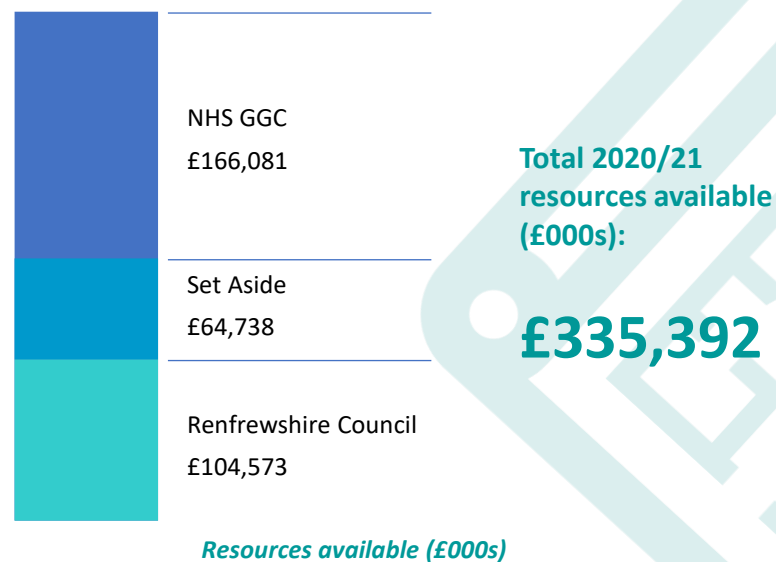 NHS GGC
£166,081
Set Aside
£64,738
Renfrewshire Council
£104,573
Resources available (£000s)
Total 2020/21
resources available
(£000s):
£335,392